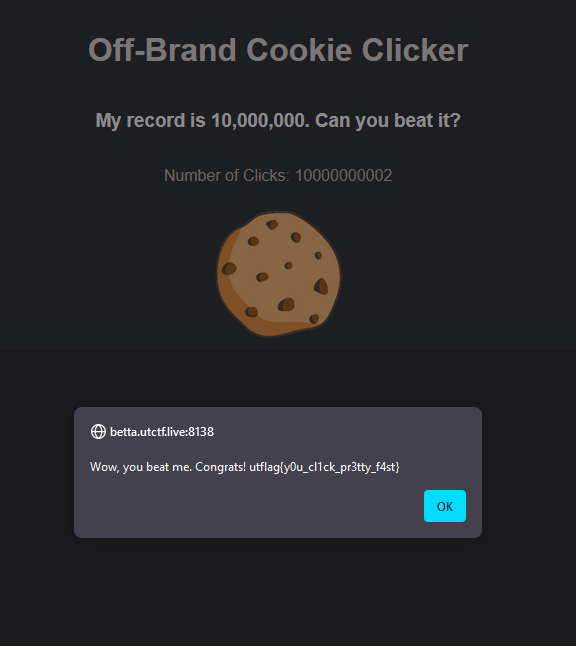 Off-Brand Cookie Clicker
My record is 10,000,000. Can you beat it?
Number of Clicks: 10000000002
betta.utctf.live:8138
Wow, you beat me. Congrats! utflag{y0u_cl1ck_pr3tty_f4st}
OK